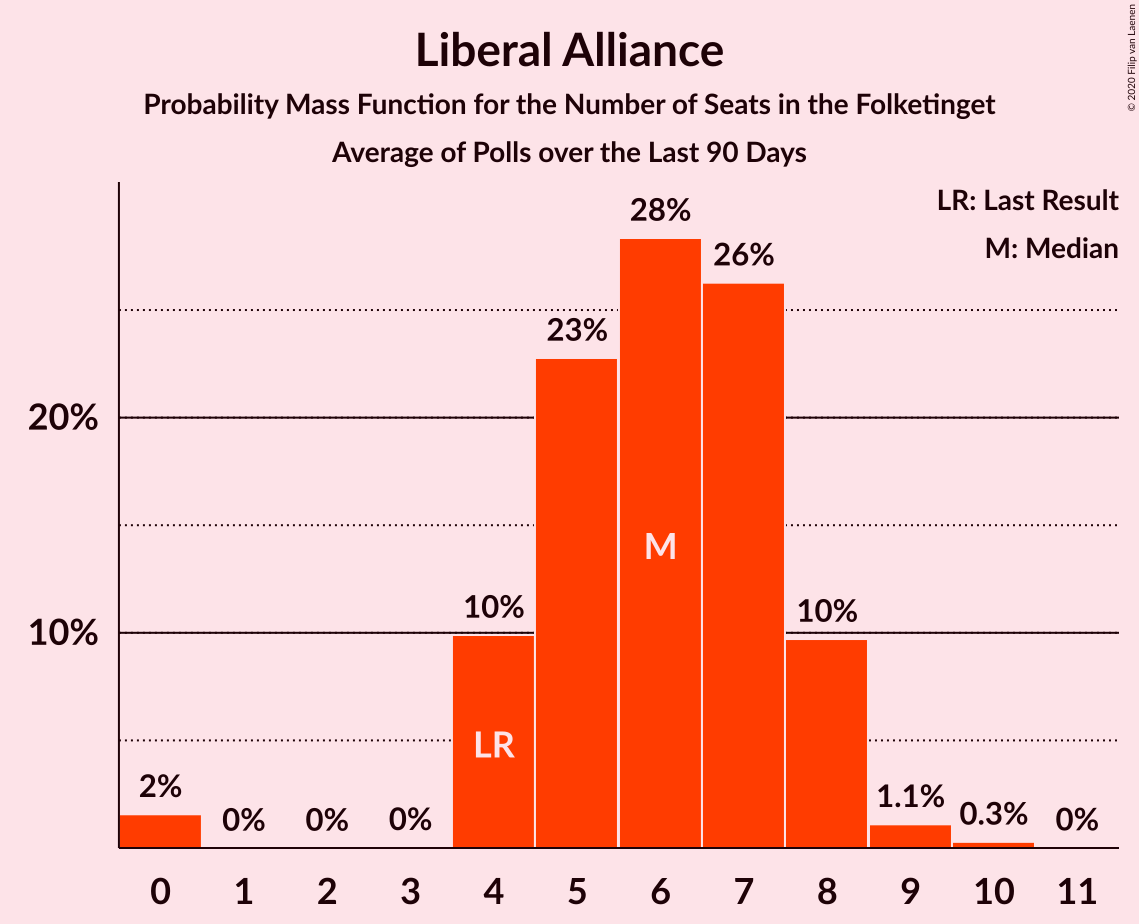 Liberal Alliance
Probability Mass Function for the Number of Seats in the Folketinget
Average of Polls over the Last 90 Days
© 2020 Filip van Laenen
LR: Last Result
M: Median
28%
26%
23%
20%
M
10%
10%
10%
LR
2%
0%
0%
0%
1.1%
0.3%
0%
0 1 2 3 4 5 6 7 8 9 10 11